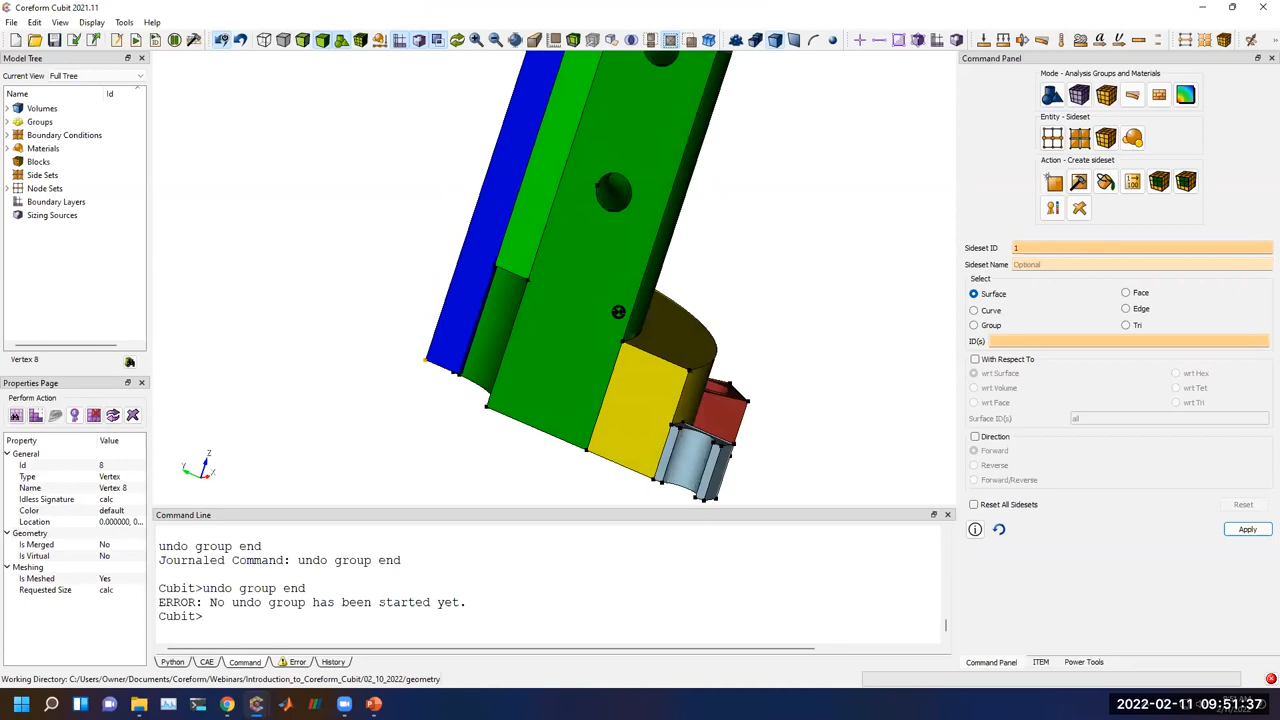 Coreform Cubit 2021.11
File
Edit
View
Display
Tools
Help
Model Tree
Current View
Full Tree
Name
Id
Volumes
Groups
Boundary Conditions
Materials
Blocks
Side Sets
Node Sets
Boundary Layers
Sizing Sources
Vertex 8
Properties Page
Perform Action
Property
Value
General
Id
8
Type
Vertex
Name
Vertex 8
Idless Signature
calc
Color
default
Location
0.000000, 0...
Geometry
Is Merged
No
Is Virtual
No
Meshing
Is Meshed
Yes
Requested Size
calc
Z
Y
X
Command Line
undo group end
Journaled Command: undo group end
Cubit>undo group end
ERROR: No undo group has been started yet.
Cubit>
Python
CAE
Command
Error
History
Working Directory: C:/Users/Owner/Documents/Coreform/Webinars/Introduction_to_Coreform_Cubit/02_10_2022/geometry
Command Panel
Mode - Analysis Groups and Materials
Entity - Sideset
Action - Create sideset
Sideset ID
1
Sideset Name
Optional
Select
Surface
Face
Curve
Edge
Group
Tri
ID(s)
With Respect To
wrt Surface
wrt Hex
wrt Volume
wrt Tet
wrt Face
wrt Tri
Surface ID(s)
all
Direction
Forward
Reverse
Forward/Reverse
Reset All Sidesets
Reset
Apply
Command Panel
ITEM
Power Tools
2022-02-11 09:51:37